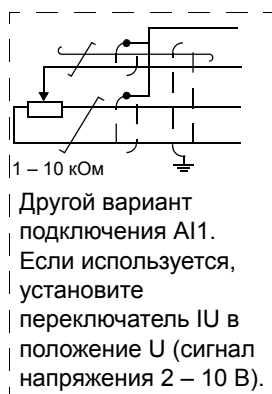 1 – 10 кОм
Другой вариант
подключения AI1.
Если используется,
установите
переключатель IU в
положение U (сигнал
напряжения 2 – 10 В).